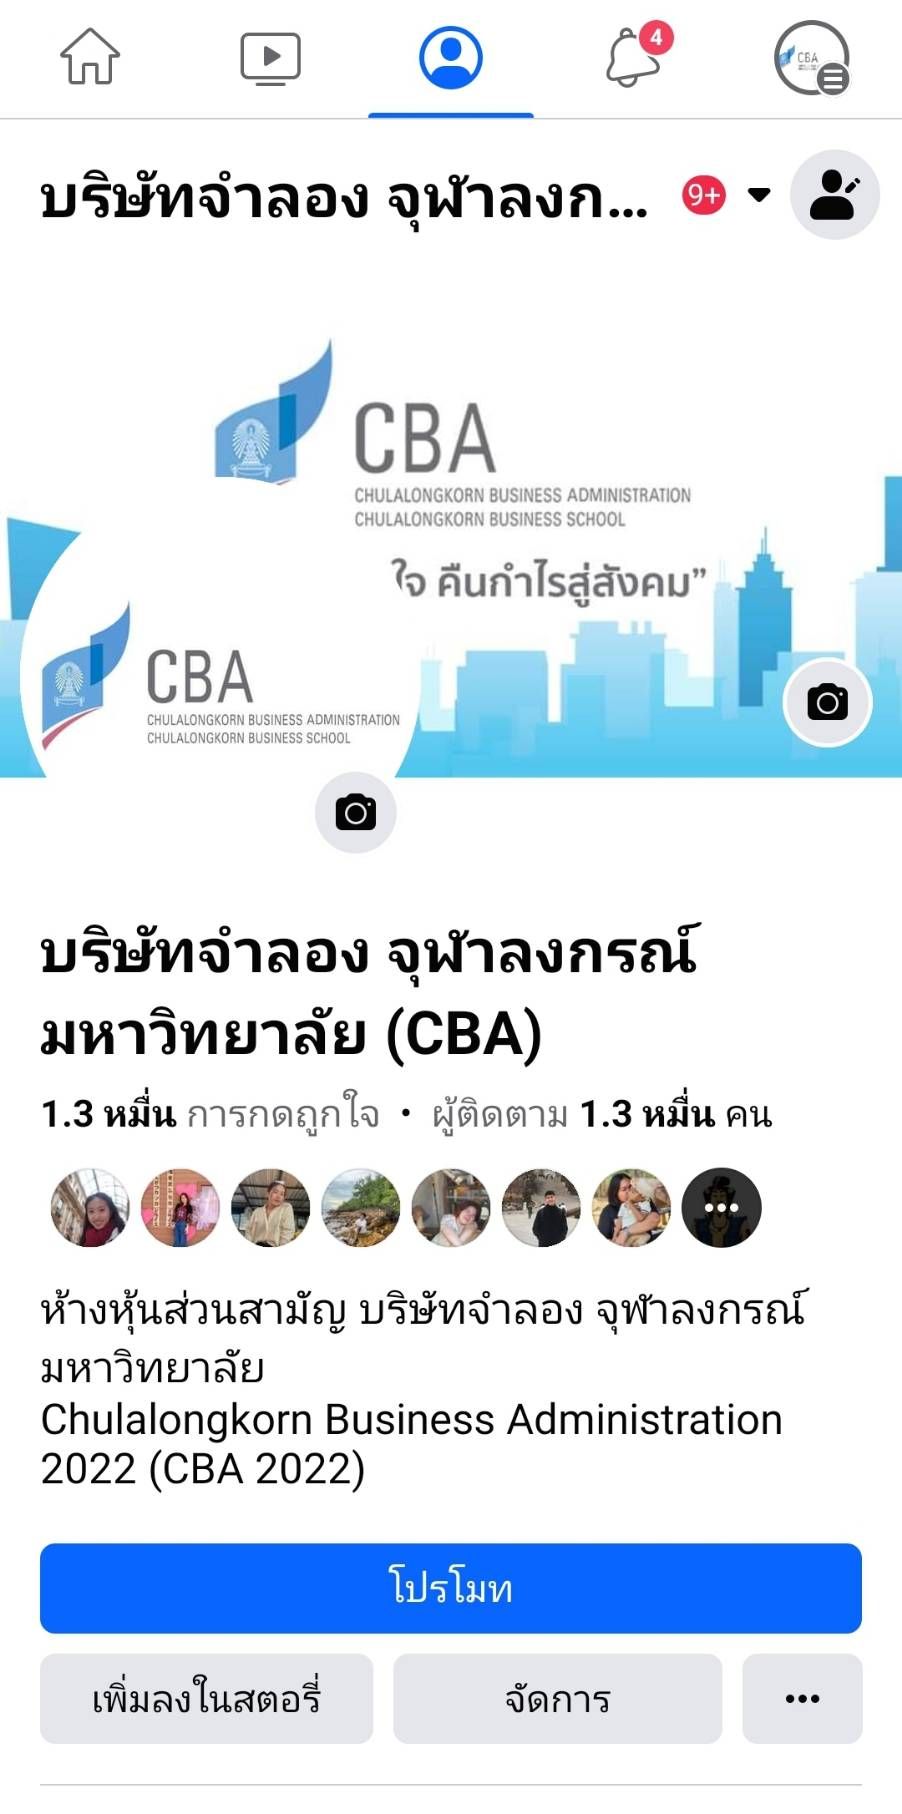 4
CBA
บริษัทจำลอง จุฬาลงก... 9+
CBA
CHULALONGKORN BUSINESS ADMINISTRATION
CHULALONGKORN BUSINESS SCHOOL
ใจ คืนกำไรสู่สังคม”
CBA
CHULALONGKORN BUSINESS ADMINISTRATION
CHULALONGKORN BUSINESS SCHOOL
บริษัทจำลอง จุฬาลงกรณ์
มหาวิทยาลัย (CBA)
1.3 หมื่น การกดถูกใจ • ผู้ติดตาม 1.3 หมื่น คน
ห้างหุ้นส่วนสามัญ บริษัทจำลอง จุฬาลงกรณ์
มหาวิทยาลัย
Chulalongkorn Business Administration
2022 (CBA 2022)
โปรโมท
เพิ่มลงในสตอรี่
จัดการ